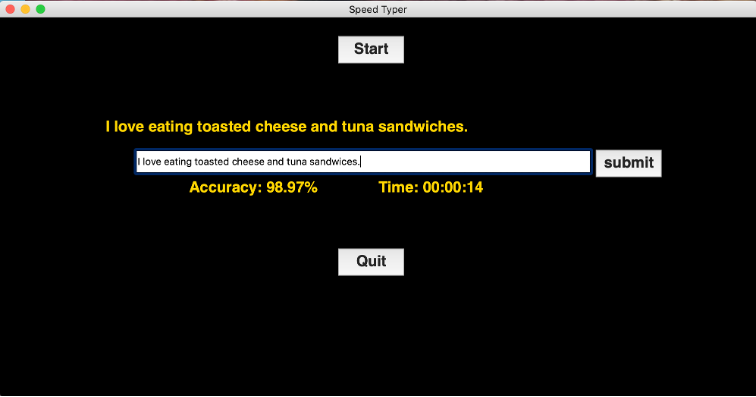 Speed Typer
Start
I love eating toasted cheese and tuna sandwiches.
I love eating toasted cheese and tuna sandwices.
submit
Accuracy: 98.97%
Time: 00:00:14
Quit